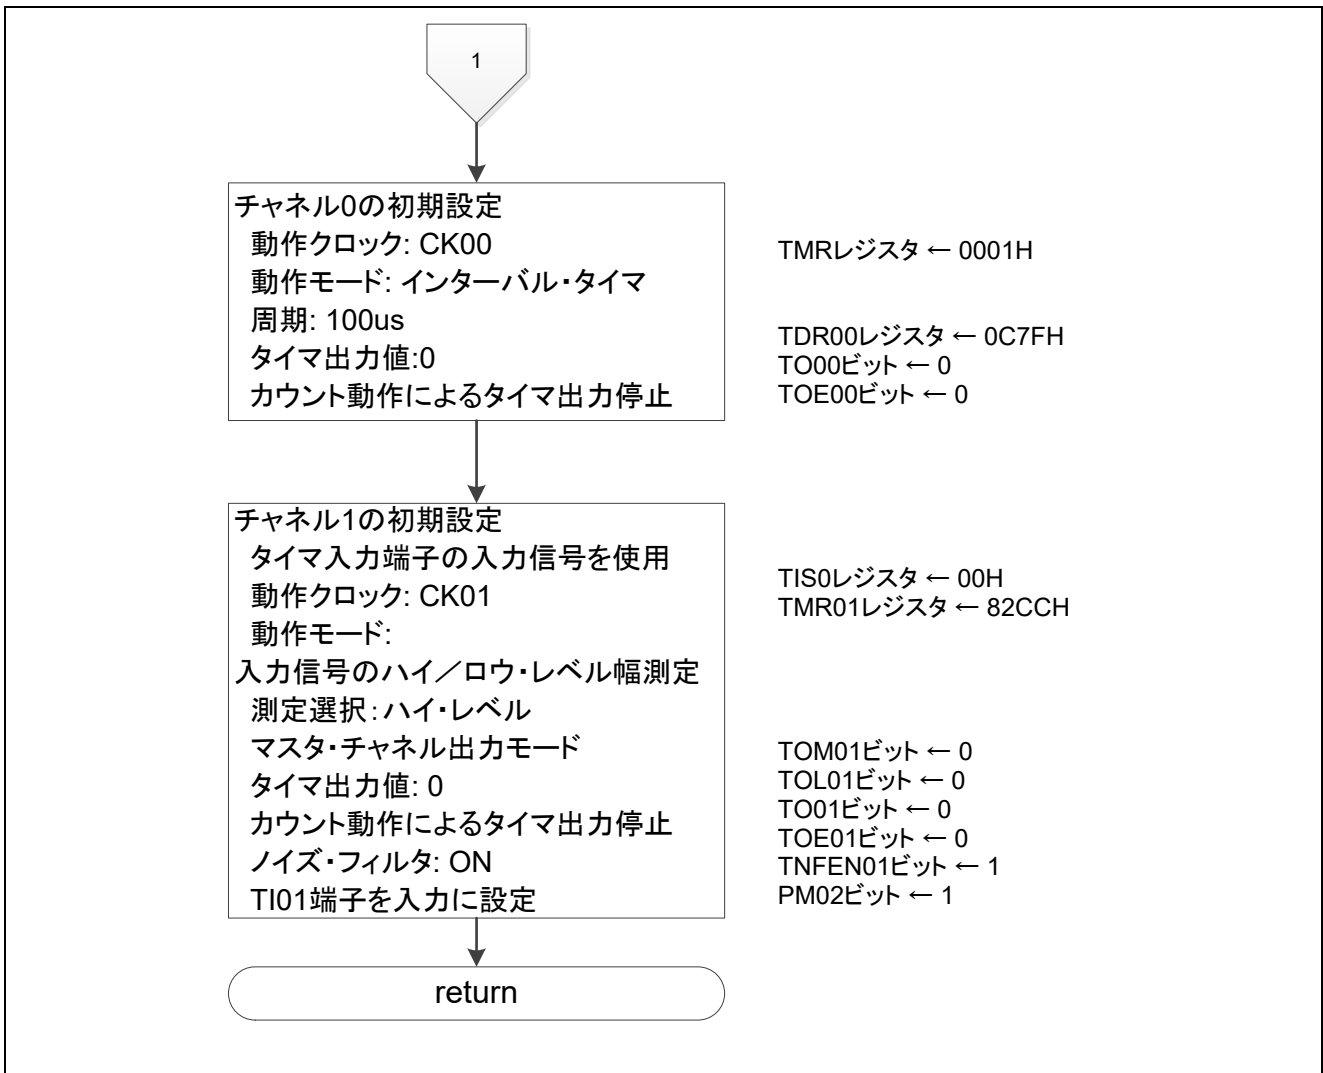 1
チャネル0の初期設定
動作クロック: CK00
動作モード: インターバル・タイマ
周期: 100us
タイマ出力値:0
カウント動作によるタイマ出力停止
TMRレジスタ ← 0001H
TDR00レジスタ ← 0C7FH
TO00ビット ← 0
TOE00ビット ← 0
チャネル1の初期設定
タイマ入力端子の入力信号を使用
動作クロック: CK01
動作モード:
入力信号のハイ／ロウ・レベル幅測定
測定選択：ハイ・レベル
マスタ・チャネル出力モード
タイマ出力値: 0
カウント動作によるタイマ出力停止
ノイズ・フィルタ: ON
TI01端子を入力に設定
TIS0レジスタ ← 00H
TMR01レジスタ ← 82CCH
TOM01ビット ← 0
TOL01ビット ← 0
TO01ビット ← 0
TOE01ビット ← 0
TNFEN01ビット ← 1
PM02ビット ← 1
return